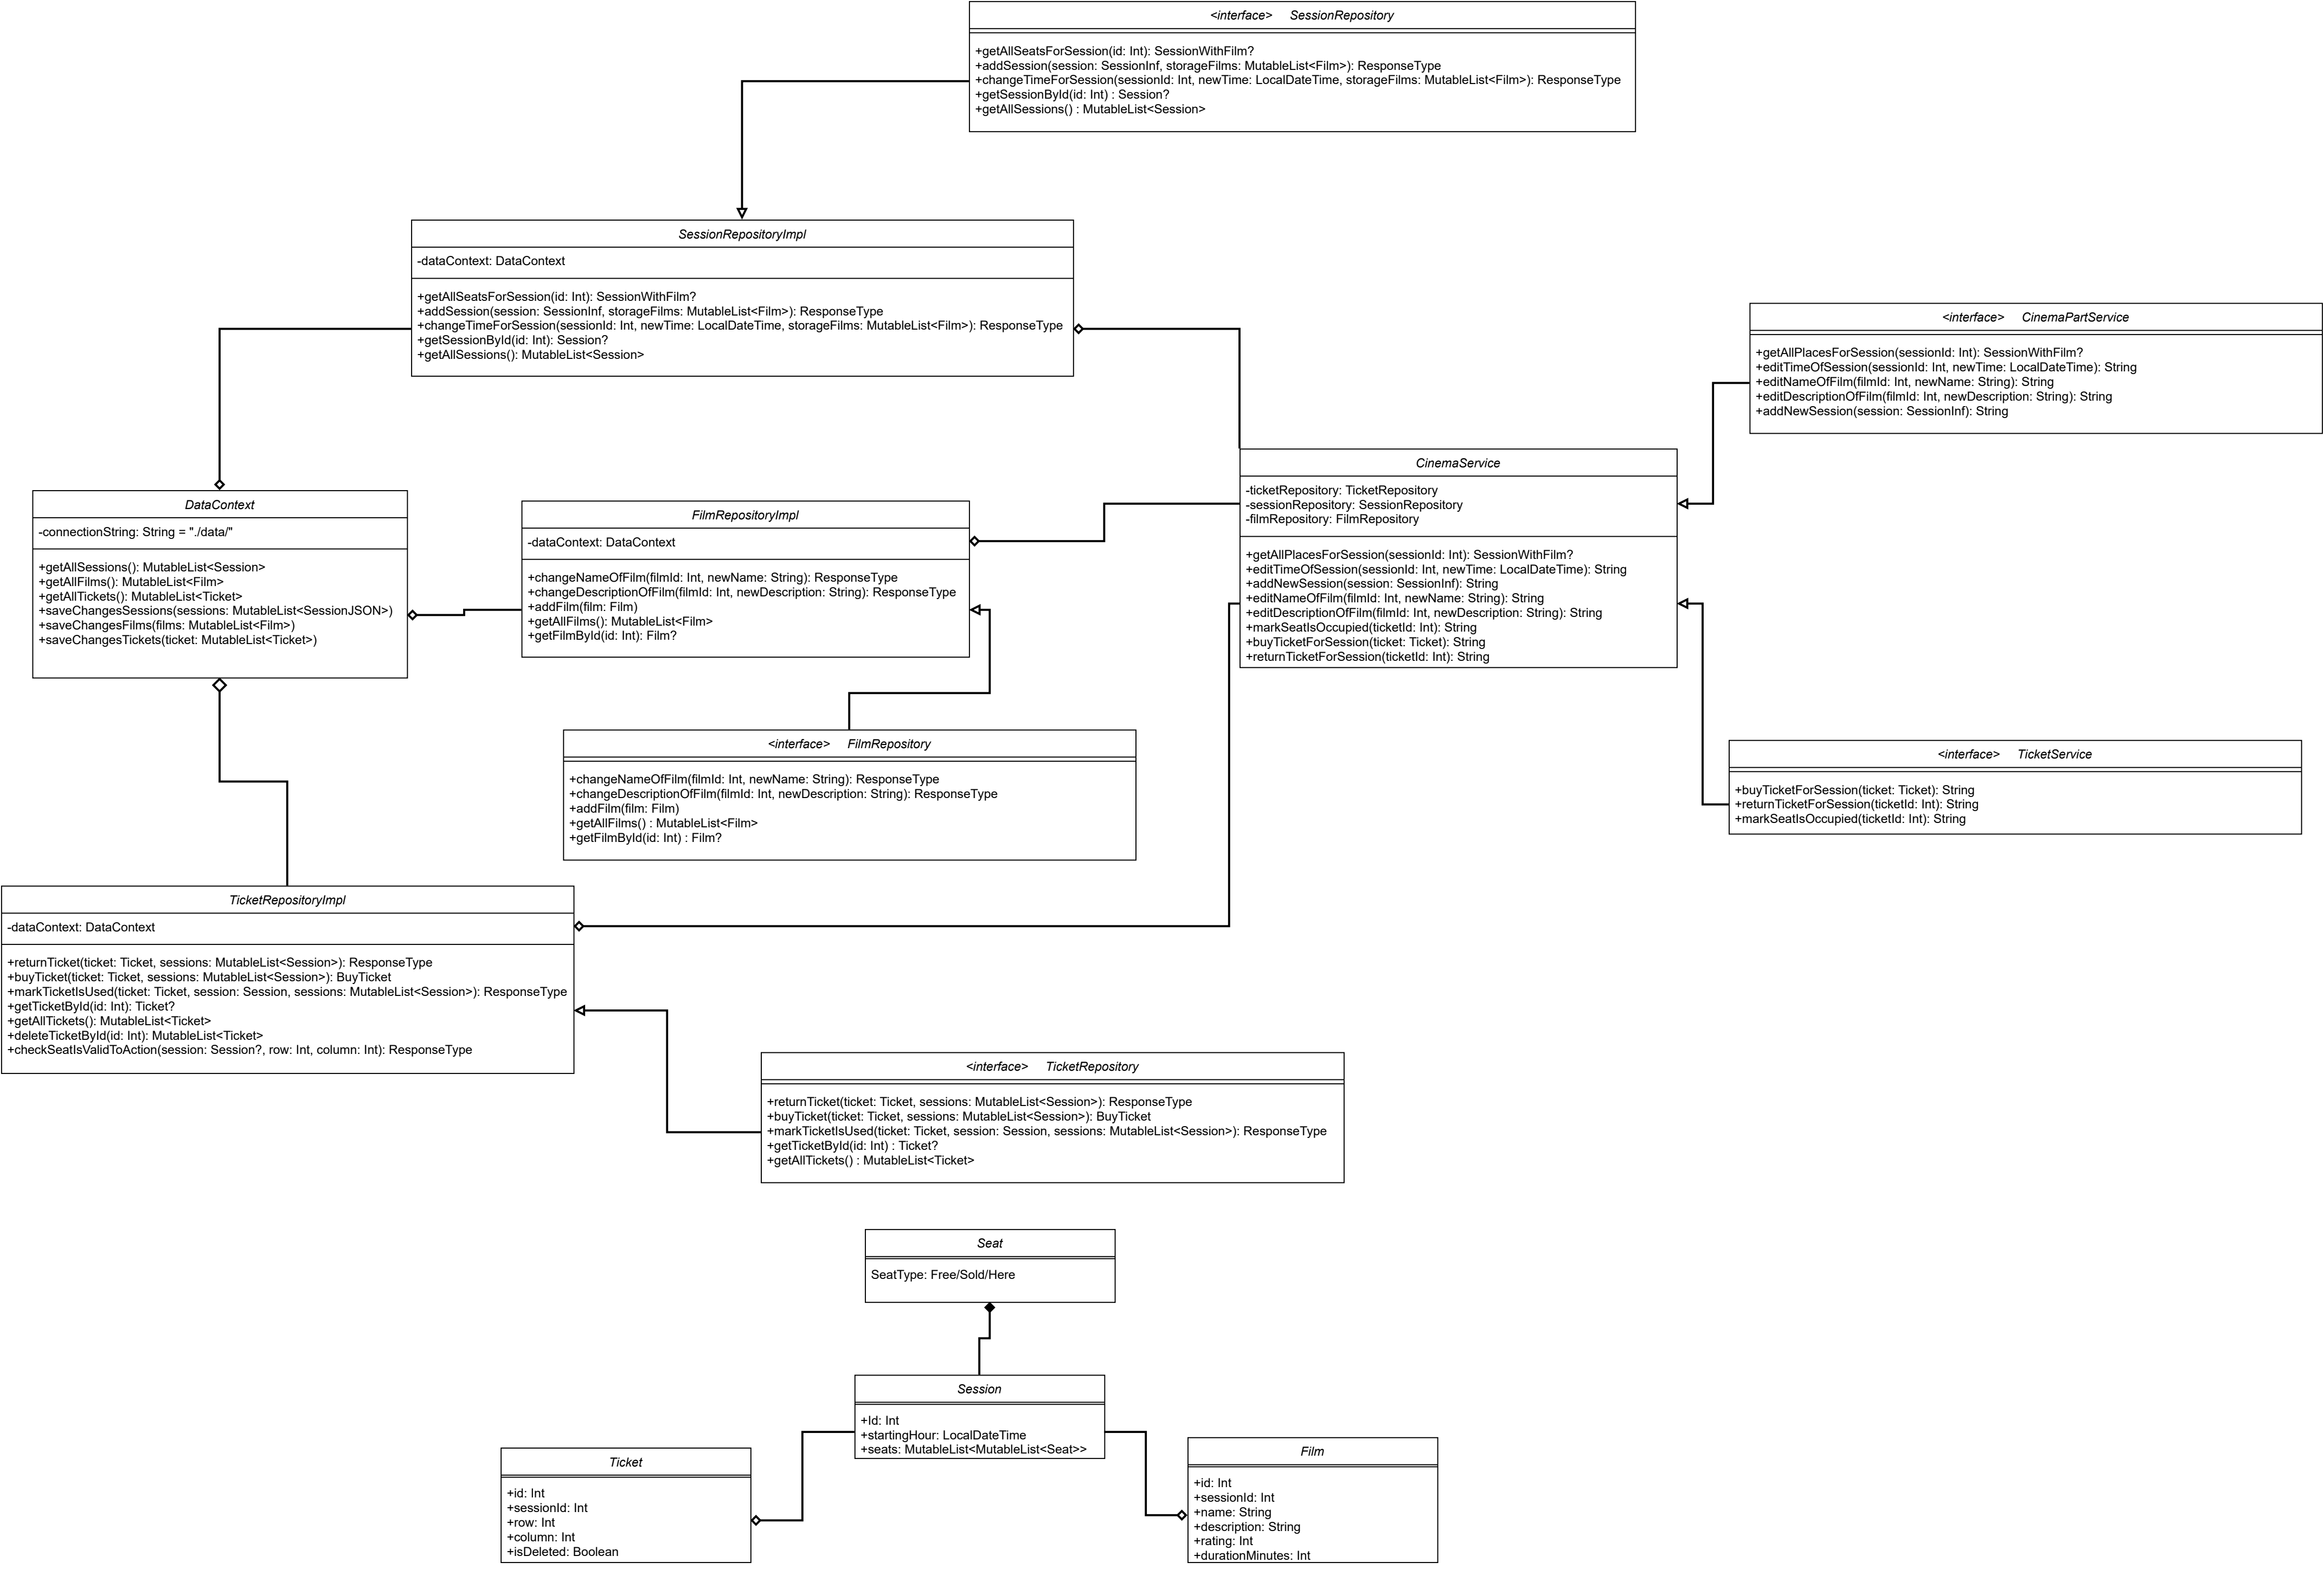 <interface> SessionRepository
+getAllSeatsForSession(id: Int): SessionWithFilm?
+addSession(session: SessionInf, storageFilms: MutableList<Film>): ResponseType
+changeTimeForSession(sessionId: Int, newTime: LocalDateTime, storageFilms: MutableList<Film>): ResponseType
+getSessionById(id: Int) : Session?
+getAllSessions() : MutableList<Session>
SessionRepositoryImpl
-dataContext: DataContext
+getAllSeatsForSession(id: Int): SessionWithFilm?
+addSession(session: SessionInf, storageFilms: MutableList<Film>): ResponseType
+changeTimeForSession(sessionId: Int, newTime: LocalDateTime, storageFilms: MutableList<Film>): ResponseType
+getSessionById(id: Int): Session?
+getAllSessions(): MutableList<Session>
<interface> CinemaPartService
+getAllPlacesForSession(sessionId: Int): SessionWithFilm?
+editTimeOfSession(sessionId: Int, newTime: LocalDateTime): String
+editNameOfFilm(filmId: Int, newName: String): String
+editDescriptionOfFilm(filmId: Int, newDescription: String): String
+addNewSession(session: SessionInf): String
CinemaService
-ticketRepository: TicketRepository
-sessionRepository: SessionRepository
-filmRepository: FilmRepository
+getAllPlacesForSession(sessionId: Int): SessionWithFilm?
+editTimeOfSession(sessionId: Int, newTime: LocalDateTime): String
+addNewSession(session: SessionInf): String
+editNameOfFilm(filmId: Int, newName: String): String
+editDescriptionOfFilm(filmId: Int, newDescription: String): String
+markSeatIsOccupied(ticketId: Int): String
+buyTicketForSession(ticket: Ticket): String
+returnTicketForSession(ticketId: Int): String
DataContext
-connectionString: String = "./data/"
+getAllSessions(): MutableList<Session>
+getAllFilms(): MutableList<Film>
+getAllTickets(): MutableList<Ticket>
+saveChangesSessions(sessions: MutableList<SessionJSON>)
+saveChangesFilms(films: MutableList<Film>)
+saveChangesTickets(ticket: MutableList<Ticket>)
FilmRepositoryImpl
-dataContext: DataContext
+changeNameOfFilm(filmId: Int, newName: String): ResponseType
+changeDescriptionOfFilm(filmId: Int, newDescription: String): ResponseType
+addFilm(film: Film)
+getAllFilms(): MutableList<Film>
+getFilmById(id: Int): Film?
<interface> FilmRepository
+changeNameOfFilm(filmId: Int, newName: String): ResponseType
+changeDescriptionOfFilm(filmId: Int, newDescription: String): ResponseType
+addFilm(film: Film)
+getAllFilms() : MutableList<Film>
+getFilmById(id: Int) : Film?
<interface> TicketService
+buyTicketForSession(ticket: Ticket): String
+returnTicketForSession(ticketId: Int): String
+markSeatIsOccupied(ticketId: Int): String
TicketRepositoryImpl
-dataContext: DataContext
+returnTicket(ticket: Ticket, sessions: MutableList<Session>): ResponseType
+buyTicket(ticket: Ticket, sessions: MutableList<Session>): BuyTicket
+markTicketIsUsed(ticket: Ticket, session: Session, sessions: MutableList<Session>): ResponseType
+getTicketById(id: Int): Ticket?
+getAllTickets(): MutableList<Ticket>
+deleteTicketById(id: Int): MutableList<Ticket>
+checkSeatIsValidToAction(session: Session?, row: Int, column: Int): ResponseType
<interface> TicketRepository
+returnTicket(ticket: Ticket, sessions: MutableList<Session>): ResponseType
+buyTicket(ticket: Ticket, sessions: MutableList<Session>): BuyTicket
+markTicketIsUsed(ticket: Ticket, session: Session, sessions: MutableList<Session>): ResponseType
+getTicketById(id: Int) : Ticket?
+getAllTickets() : MutableList<Ticket>
Seat
SeatType: Free/Sold/Here
Session
+Id: Int
+startingHour: LocalDateTime
+seats: MutableList<MutableList<Seat>>
Ticket
+id: Int
+sessionId: Int
+row: Int
+column: Int
+isDeleted: Boolean
Film
+id: Int
+sessionId: Int
+name: String
+description: String
+rating: Int
+durationMinutes: Int